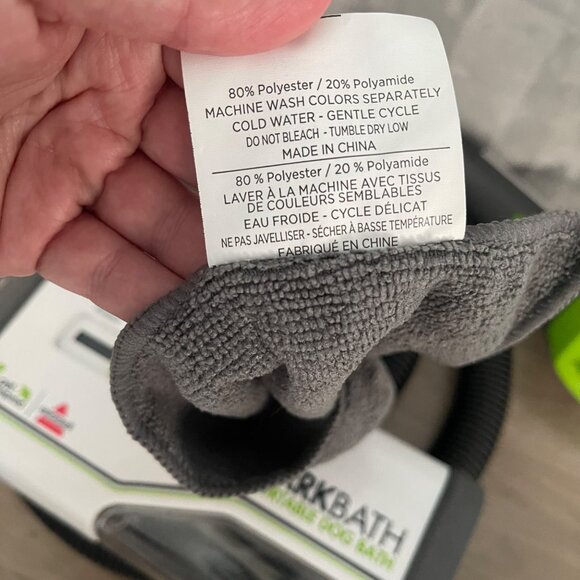 80% Polyester / 20% Polyamide
MACHINE WASH COLORS SEPARATELY
COLD WATER - GENTLE CYCLE
DO NOT BLEACH - TUMBLE DRY LOW
MADE IN CHINA
80 % Polyester / 20 % Polyamide
LAVER À LA MACHINE AVEC TISSUS
DE COULEURS SEMBLABLES
EAU FROIDE - CYCLE DÉLICAT
NE PAS JAVELLISER - SÉCHER À BASSE TEMPÉRATURE
FABRIQUÉ EN CHINE
ARKBATH
TABLE DOG BATH